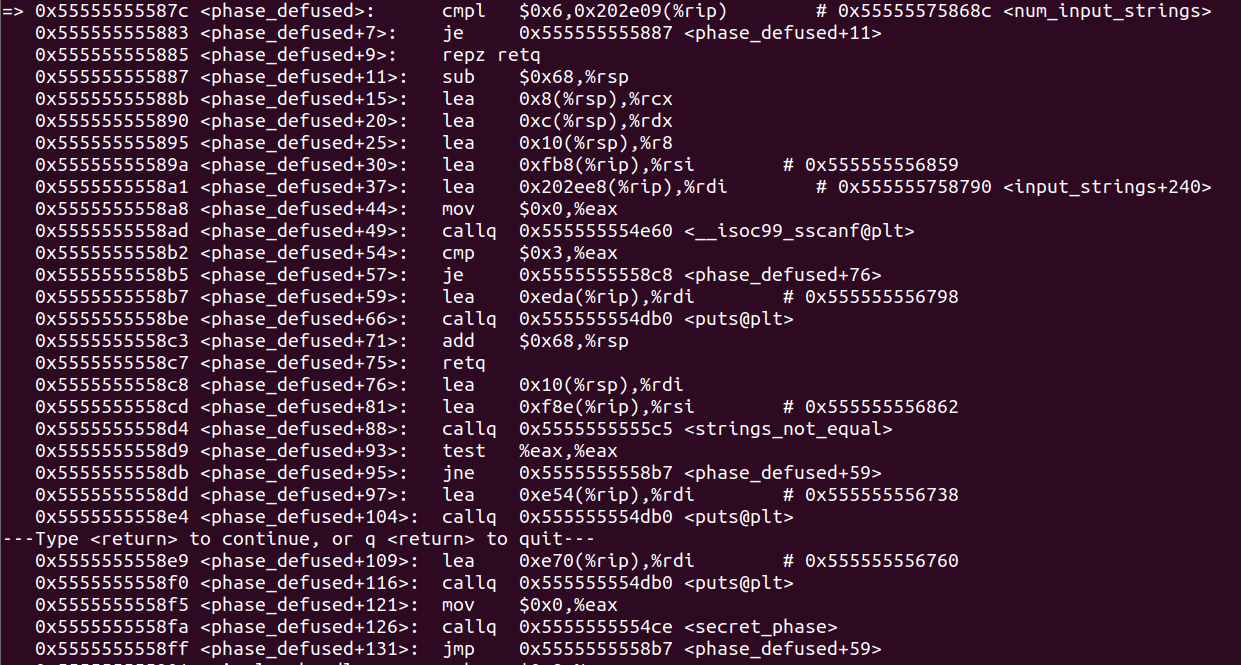 => 0x55555555587c <phase_defused>: cmpl $0x6,0x202e09(%rip) # 0x55555575868c <num_input_strings>
0x555555555883 <phase_defused+7>: je 0x555555555887 <phase_defused+11>
0x555555555885 <phase_defused+9>: repz retq
0x555555555887 <phase_defused+11>: sub $0x68,%rsp
0x55555555588b <phase_defused+15>: lea 0x8(%rsp),%rcx
0x555555555890 <phase_defused+20>: lea 0xc(%rsp),%rdx
0x555555555895 <phase_defused+25>: lea 0x10(%rsp),%r8
0x55555555589a <phase_defused+30>: lea 0xfb8(%rip),%rsi # 0x555555556859
0x5555555558a1 <phase_defused+37>: lea 0x202ee8(%rip),%rdi # 0x555555758790 <input_strings+240>
0x5555555558a8 <phase_defused+44>: mov $0x0,%eax
0x5555555558ad <phase_defused+49>: callq 0x555555554e60 <__isoc99_sscanf@plt>
0x5555555558b2 <phase_defused+54>: cmp $0x3,%eax
0x5555555558b5 <phase_defused+57>: je 0x5555555558c8 <phase_defused+76>
0x5555555558b7 <phase_defused+59>: lea 0xeda(%rip),%rdi # 0x555555556798
0x5555555558be <phase_defused+66>: callq 0x555555554db0 <puts@plt>
0x5555555558c3 <phase_defused+71>: add $0x68,%rsp
0x5555555558c7 <phase_defused+75>: retq
0x5555555558c8 <phase_defused+76>: lea 0x10(%rsp),%rdi
0x5555555558cd <phase_defused+81>: lea 0xf8e(%rip),%rsi # 0x555555556862
0x5555555558d4 <phase_defused+88>: callq 0x5555555555c5 <strings_not_equal>
0x5555555558d9 <phase_defused+93>: test %eax,%eax
0x5555555558db <phase_defused+95>: jne 0x5555555558b7 <phase_defused+59>
0x5555555558dd <phase_defused+97>: lea 0xe54(%rip),%rdi # 0x555555556738
0x5555555558e4 <phase_defused+104>: callq 0x555555554db0 <puts@plt>
---Type <return> to continue, or q <return> to quit---
0x5555555558e9 <phase_defused+109>: lea 0xe70(%rip),%rdi # 0x555555556760
0x5555555558f0 <phase_defused+116>: callq 0x555555554db0 <puts@plt>
0x5555555558f5 <phase_defused+121>: mov $0x0,%eax
0x5555555558fa <phase_defused+126>: callq 0x5555555554ce <secret_phase>
0x5555555558ff <phase_defused+131>: jmp 0x5555555558b7 <phase_defused+59>